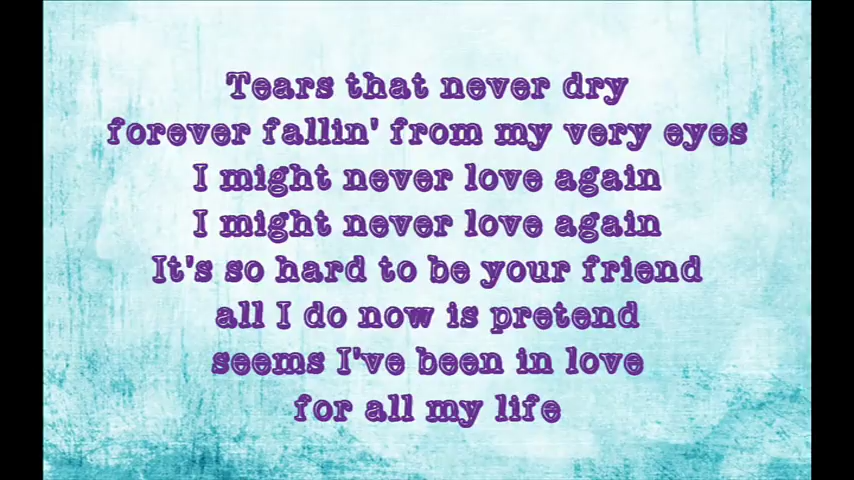 Tears that never dry
forever fallin' from my very eyes
I might never love again
I might never love again
It's so hard to be your friend
all I do now is pretend
seems I've been in love
for all my life